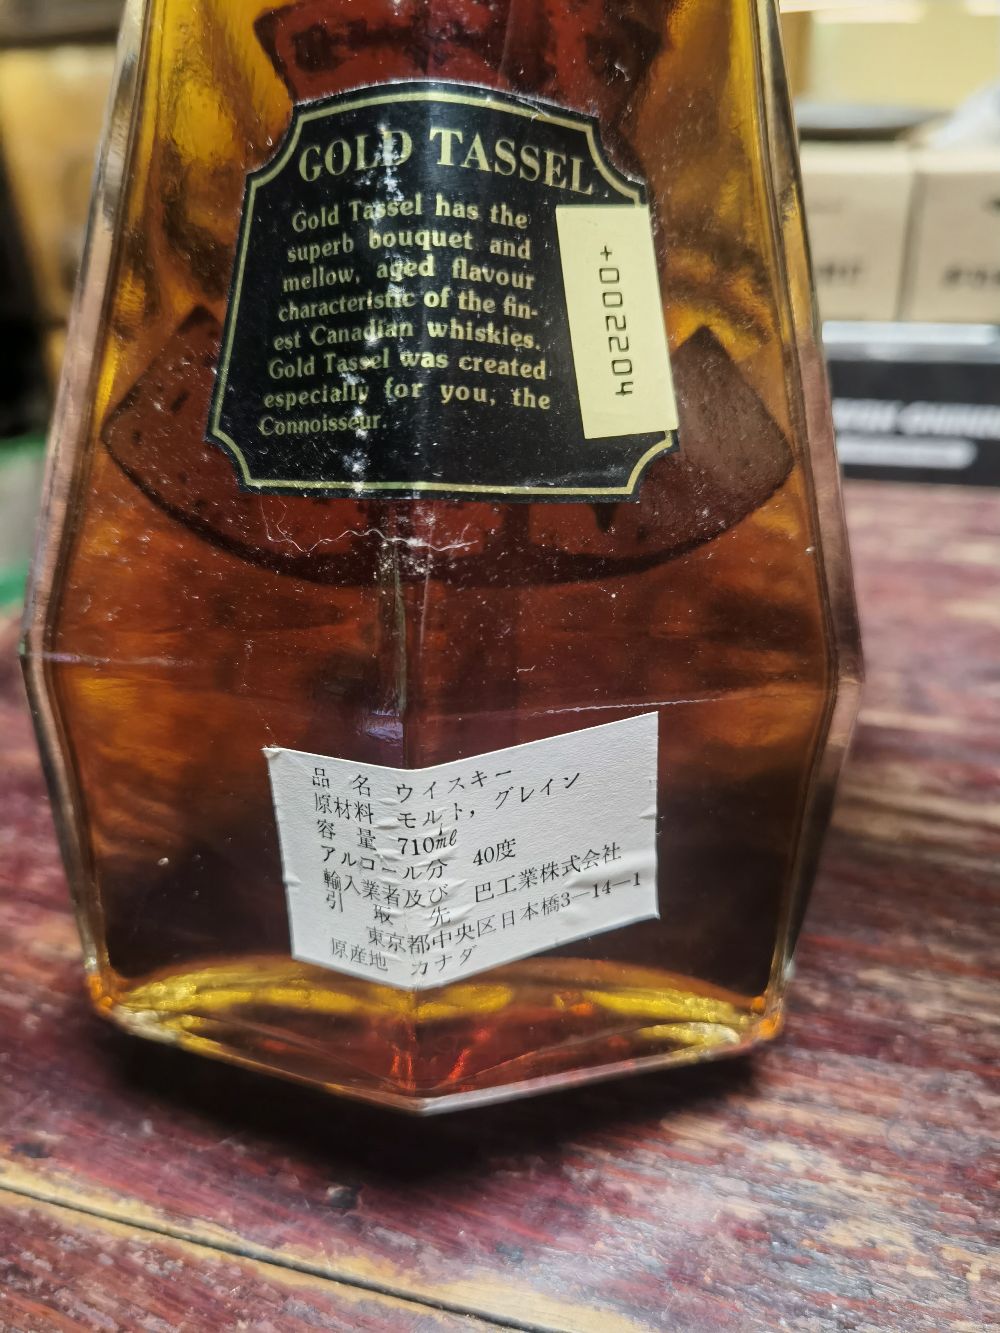 GOLD TASSEL
Gold Tassel has the
superb bouquet and
mellow, aged flavour
characteristic of the fin-
est Canadian whiskies.
Gold Tassel was created
especially for you, the
Connoisseur.
+002204
品名 ウイスキー
原材料 モルト，グレイン
容量 710ml
アルコール分 40度
輸入業者及び 巴工業株式会社
引取先
東京都中央区日本橋3—14—1
原産地 カナダ